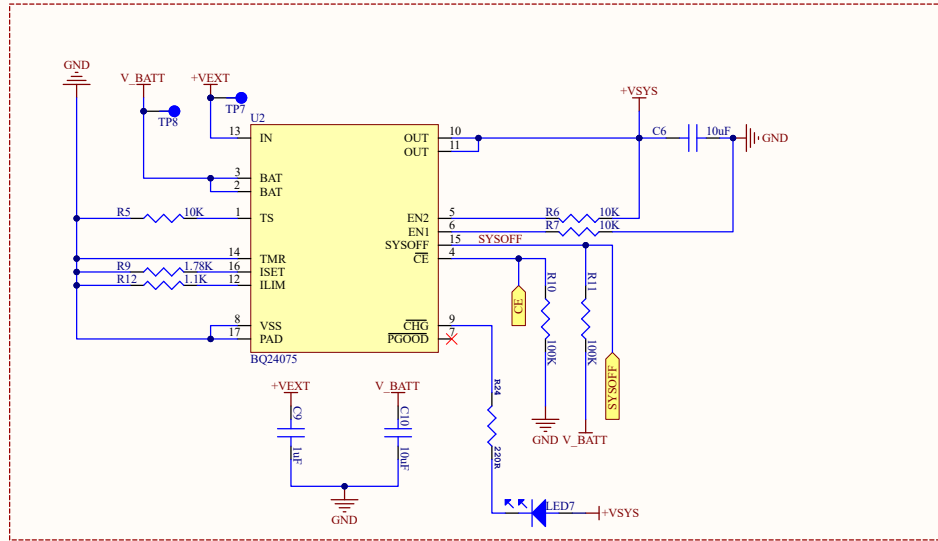 GND
V_BATT
+VEXT
TP8
TP7
U2
13 IN
3 BAT
2 BAT
R5 10K 1 TS
14 TMR
R9 1.78K 16 ISET
R12 1.1K 12 ILIM
8 VSS
17 PAD
BQ24075
OUT 10
OUT 11
EN2 5
EN1 6
SYSOFF 15
CE 4
CHG 9
PGOOD 7
+VSYS
C6 10uF
GND
R6 10K
R7 10K
SYSOFF
CE
R10
100K
R11
100K
SYSOFF
GND
V_BATT
+VEXT
C9
1uF
V_BATT
C10
10uF
GND
R24
220R
LED7
+VSYS